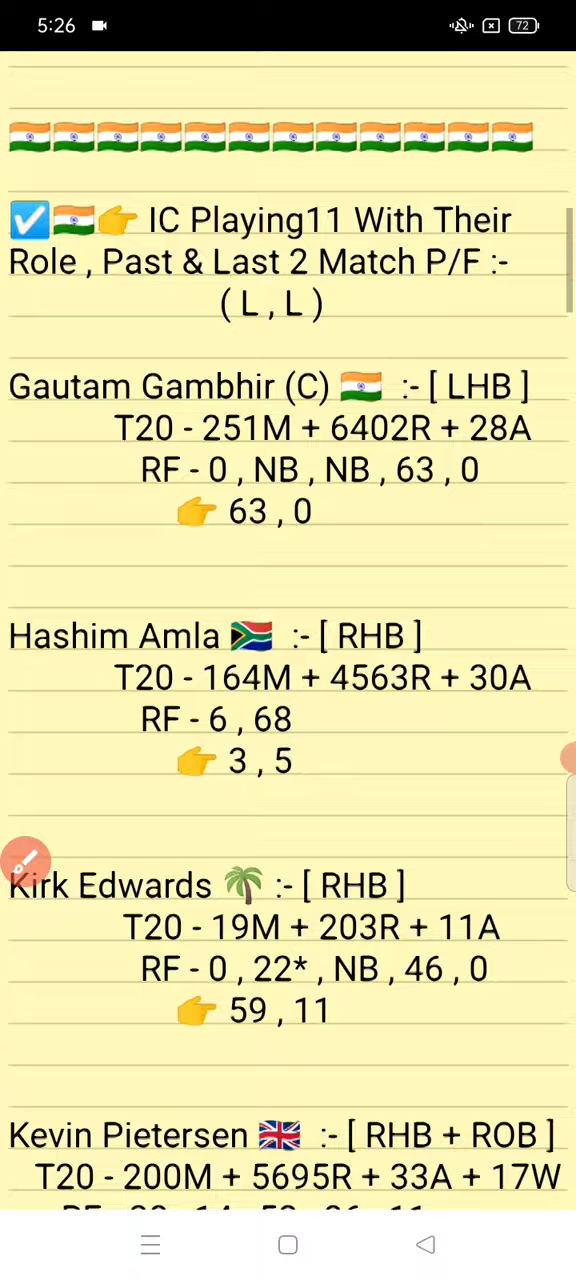 5:26
72
IC Playing11 With Their
Role , Past & Last 2 Match P/F :-
( L , L )
Gautam Gambhir (C) :- [ LHB ]
T20 - 251M + 6402R + 28A
RF - 0 , NB , NB , 63 , 0
63 , 0
Hashim Amla :- [ RHB ]
T20 - 164M + 4563R + 30A
RF - 6 , 68
3 , 5
Kirk Edwards :- [ RHB ]
T20 - 19M + 203R + 11A
RF - 0 , 22* , NB , 46 , 0
59 , 11
Kevin Pietersen :- [ RHB + ROB ]
T20 - 200M + 5695R + 33A + 17W